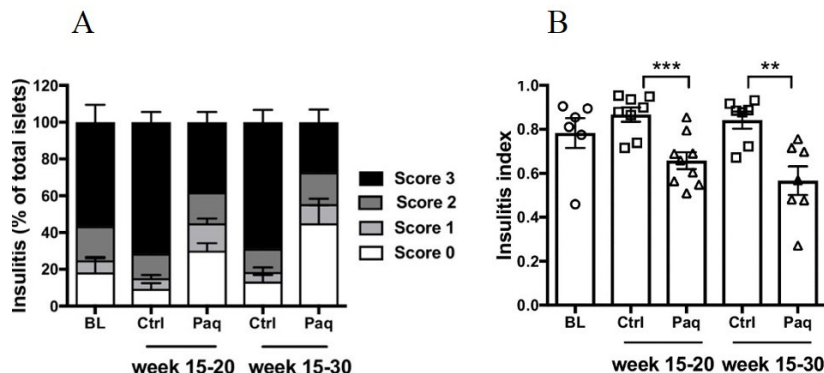 A
B
Insulitis (% of total islets)
120
100
80
60
40
20
0
Score 3
Score 2
Score 1
Score 0
BL
Ctrl
Paq
Ctrl
Paq
week 15-20
week 15-30
Insulitis index
1.0
0.8
0.6
0.4
0.2
0.0
***
**
BL
Ctrl
Paq
Ctrl
Paq
week 15-20
week 15-30